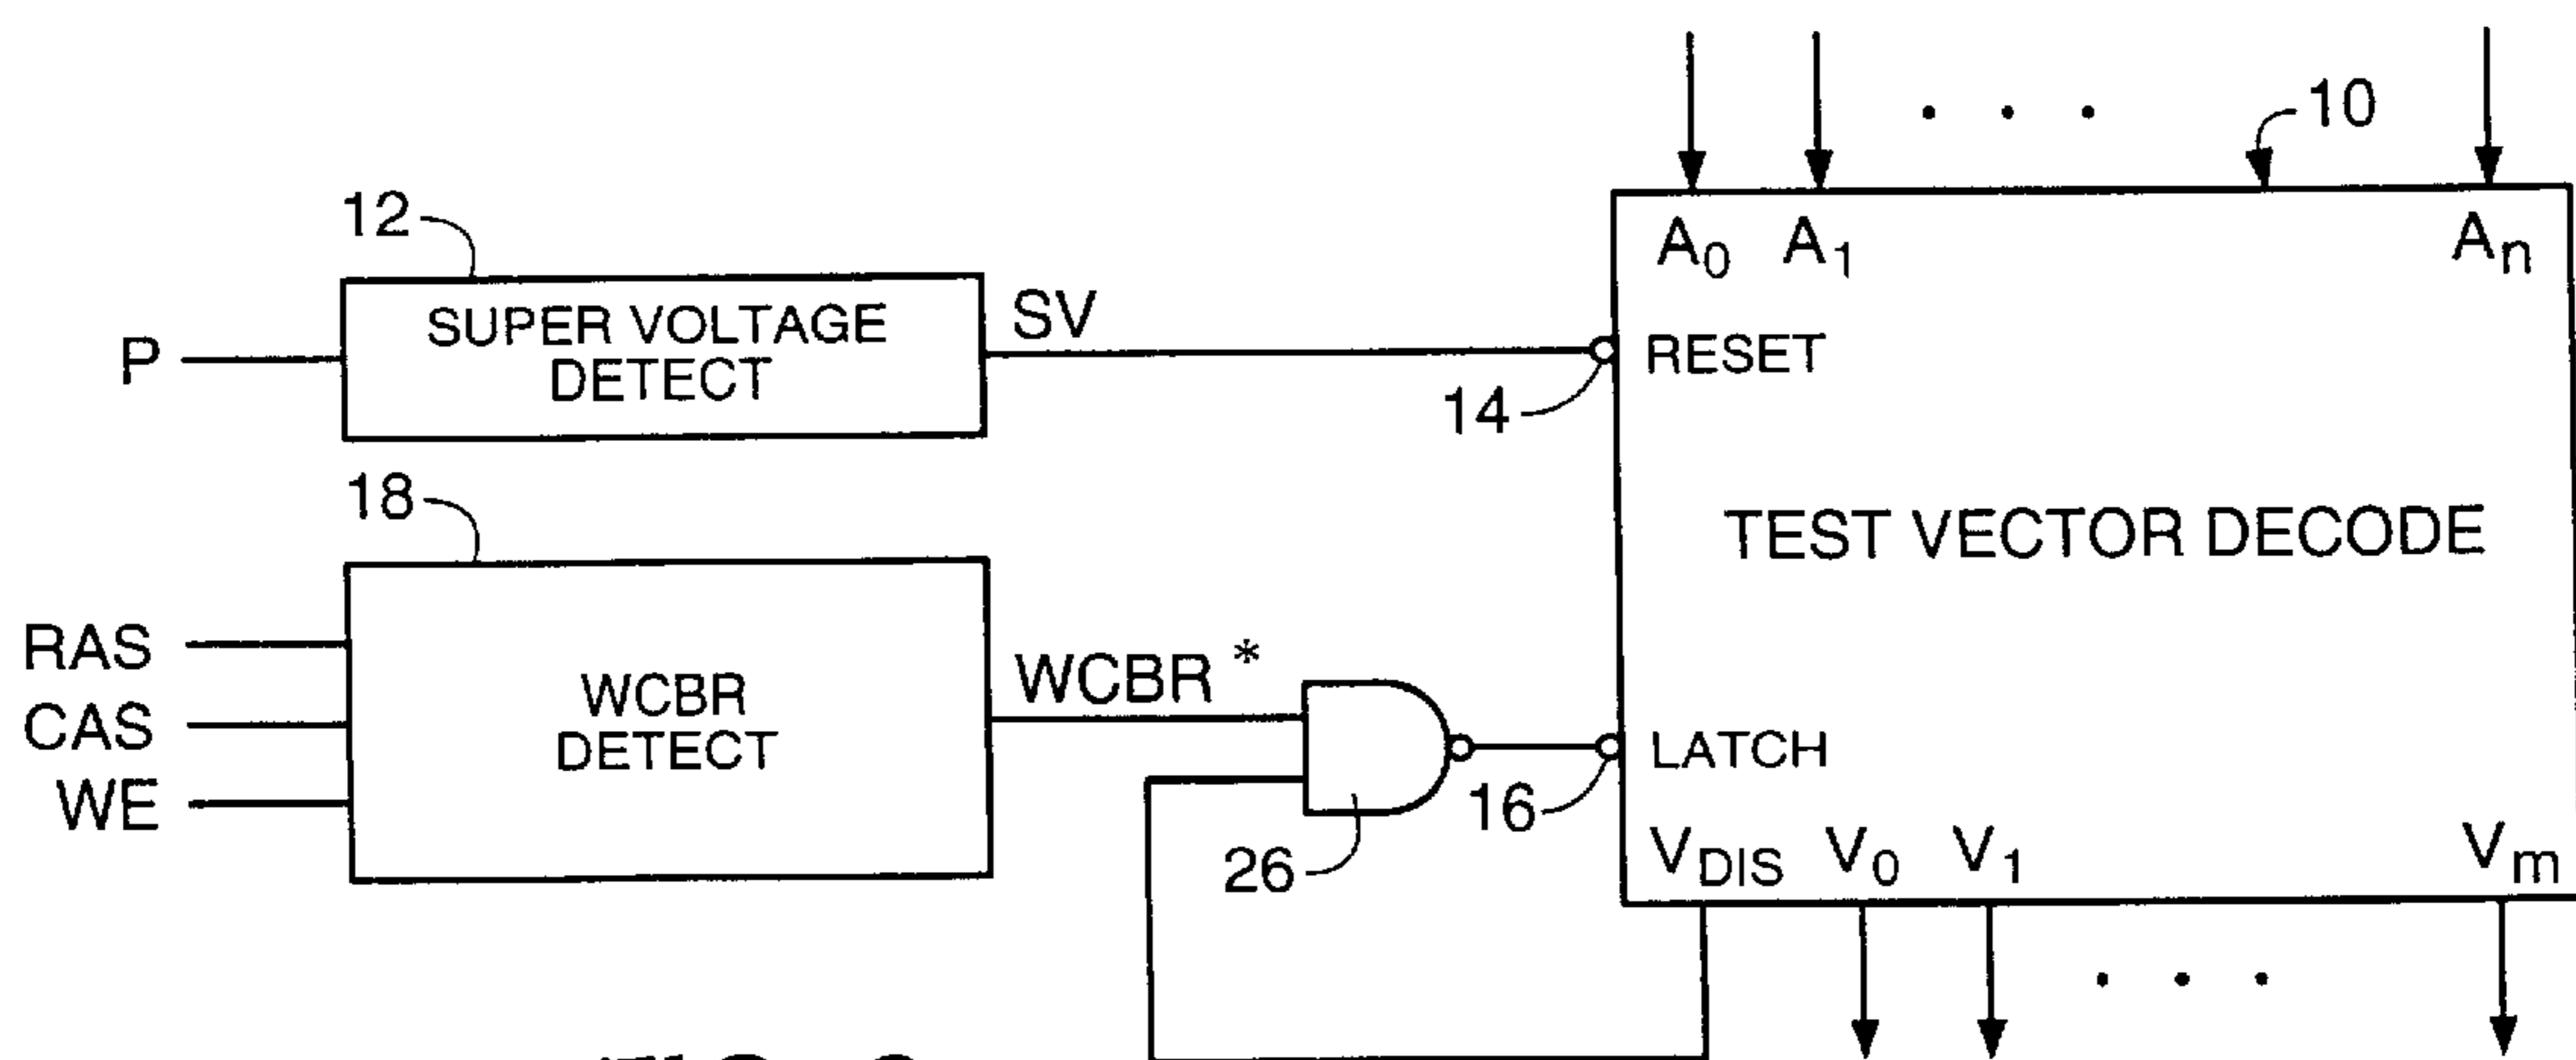 10
A0 A1 An
12
SUPER VOLTAGE
DETECT
SV
P
RESET
14
18
TEST VECTOR DECODE
RAS
CAS
WE
WCBR
DETECT
WCBR *
LATCH
16
26
VDIS V0 V1 Vm